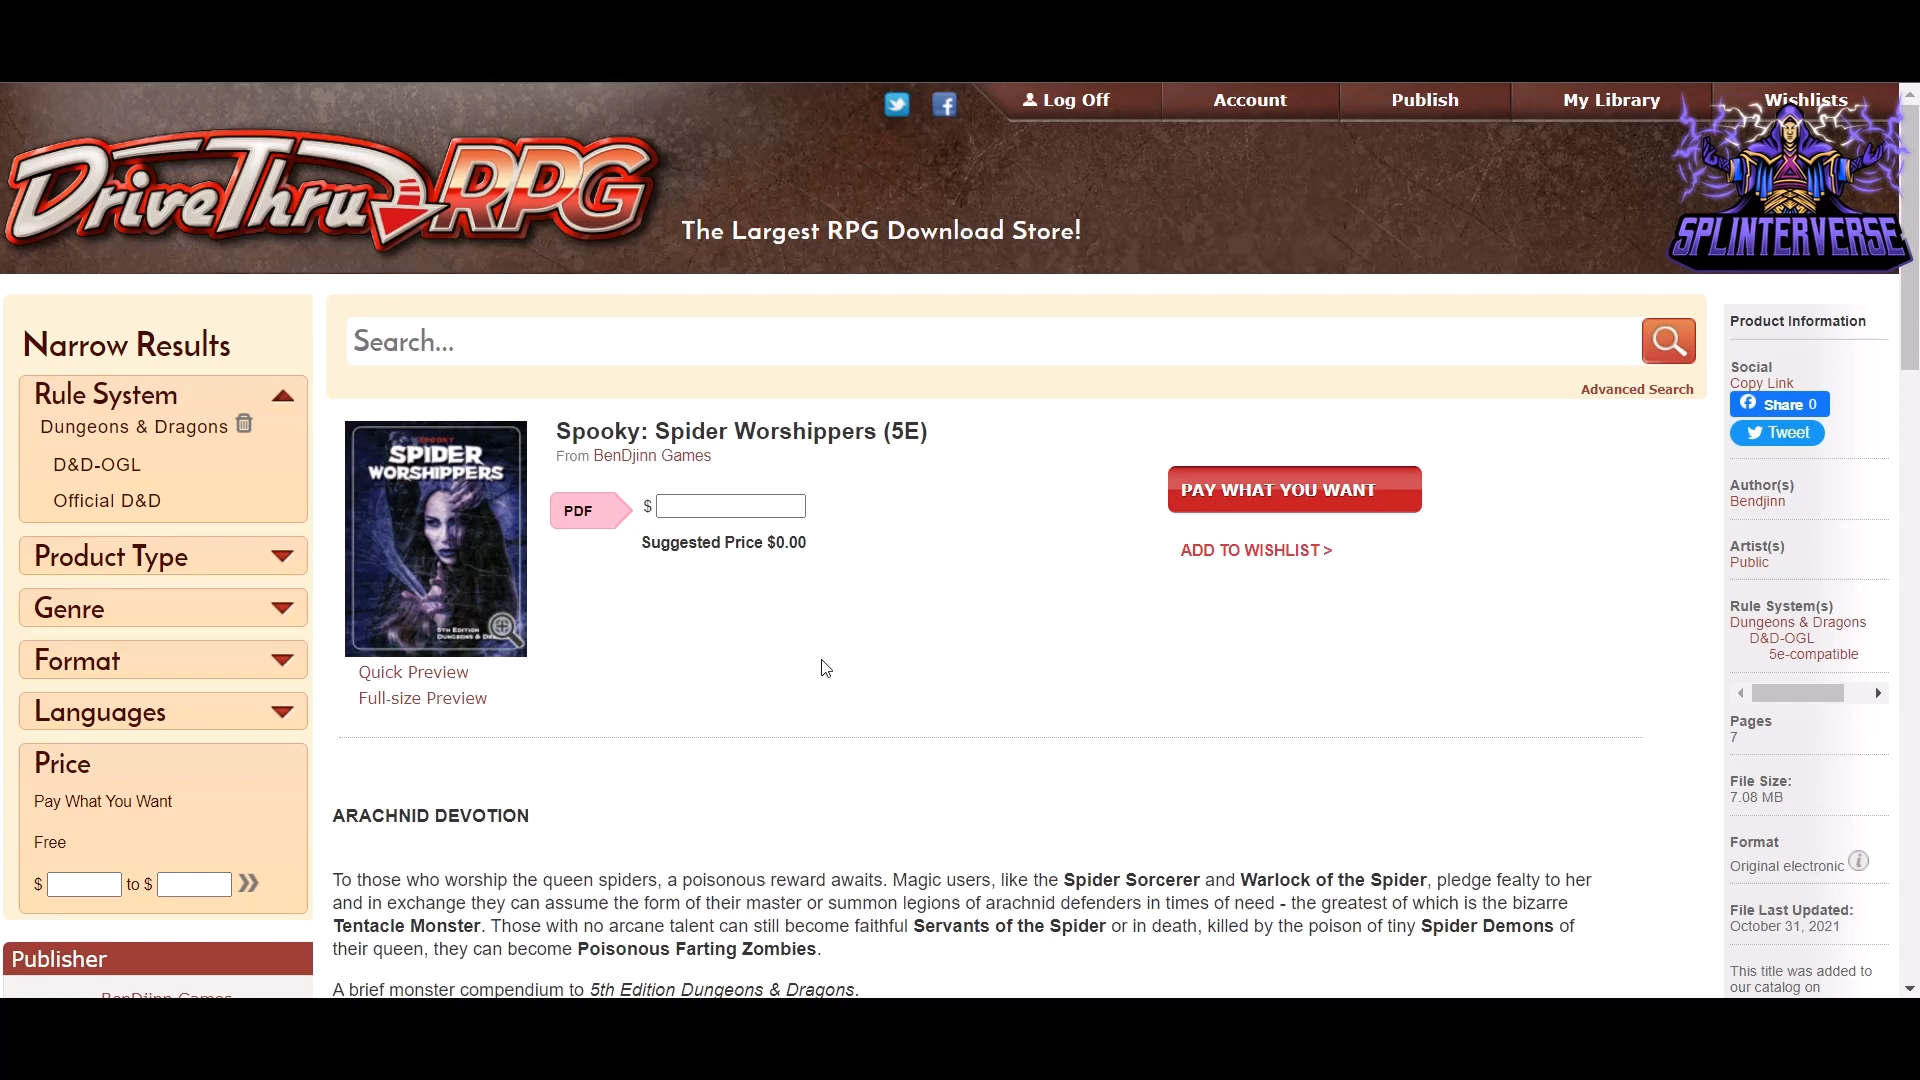 Log Off
Account
Publish
My Library
Wishlists
DriveThruRPG
The Largest RPG Download Store!
SPLINTERVERSE
Narrow Results
Rule System
Dungeons & Dragons
D&D-OGL
Official D&D
Product Type
Genre
Format
Languages
Price
Pay What You Want
Free
$ to $
Publisher
BenDjinn Games
Search...
Advanced Search
SPOOKY
SPIDER
WORSHIPPERS
5TH EDITION
Quick Preview
Full-size Preview
Spooky: Spider Worshippers (5E)
From BenDjinn Games
PDF
$
Suggested Price $0.00
PAY WHAT YOU WANT
ADD TO WISHLIST >
ARACHNID DEVOTION
To those who worship the queen spiders, a poisonous reward awaits. Magic users, like the Spider Sorcerer and Warlock of the Spider, pledge fealty to her
and in exchange they can assume the form of their master or summon legions of arachnid defenders in times of need - the greatest of which is the bizarre
Tentacle Monster. Those with no arcane talent can still become faithful Servants of the Spider or in death, killed by the poison of tiny Spider Demons of
their queen, they can become Poisonous Farting Zombies.
A brief monster compendium to 5th Edition Dungeons & Dragons.
Product Information
Social
Copy Link
Share 0
Tweet
Author(s)
Bendjinn
Artist(s)
Public
Rule System(s)
Dungeons & Dragons
D&D-OGL
5e-compatible
Pages
7
File Size:
7.08 MB
Format
Original electronic
File Last Updated:
October 31, 2021
This title was added to
our catalog on